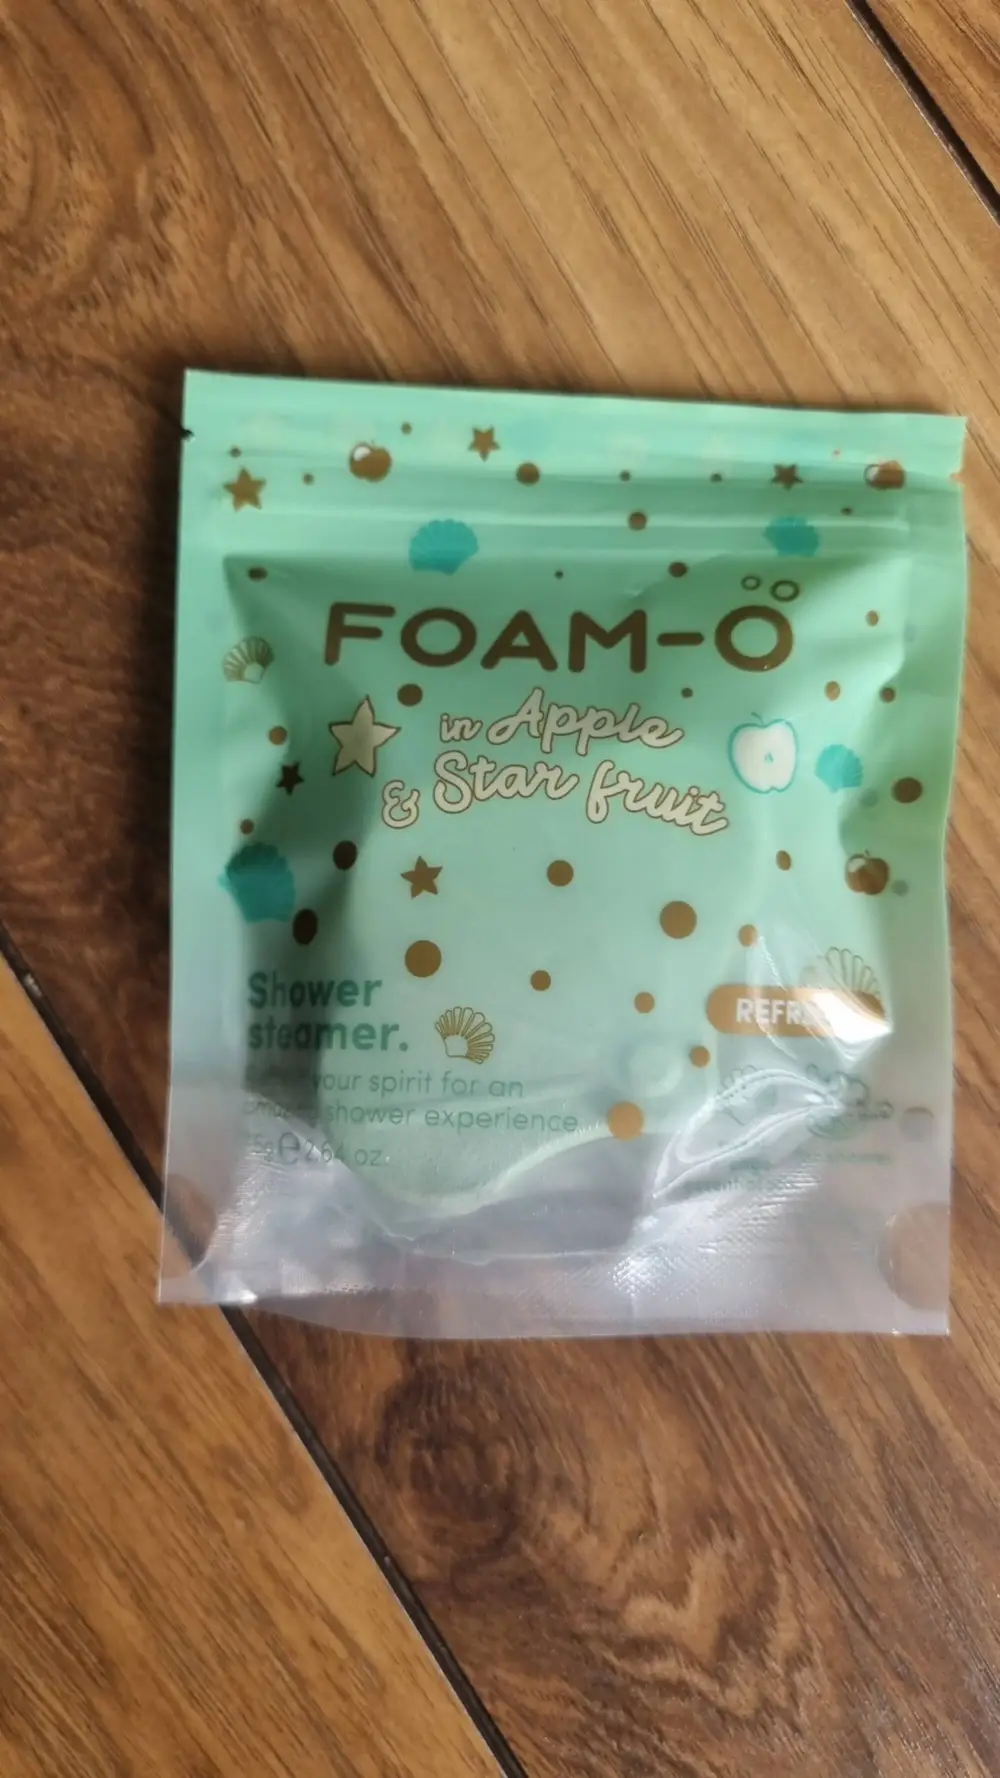 FOAM-Ö
in Apple
& Star fruit
Shower
steamer.
your spirit for an
shower experience
2.64 oz